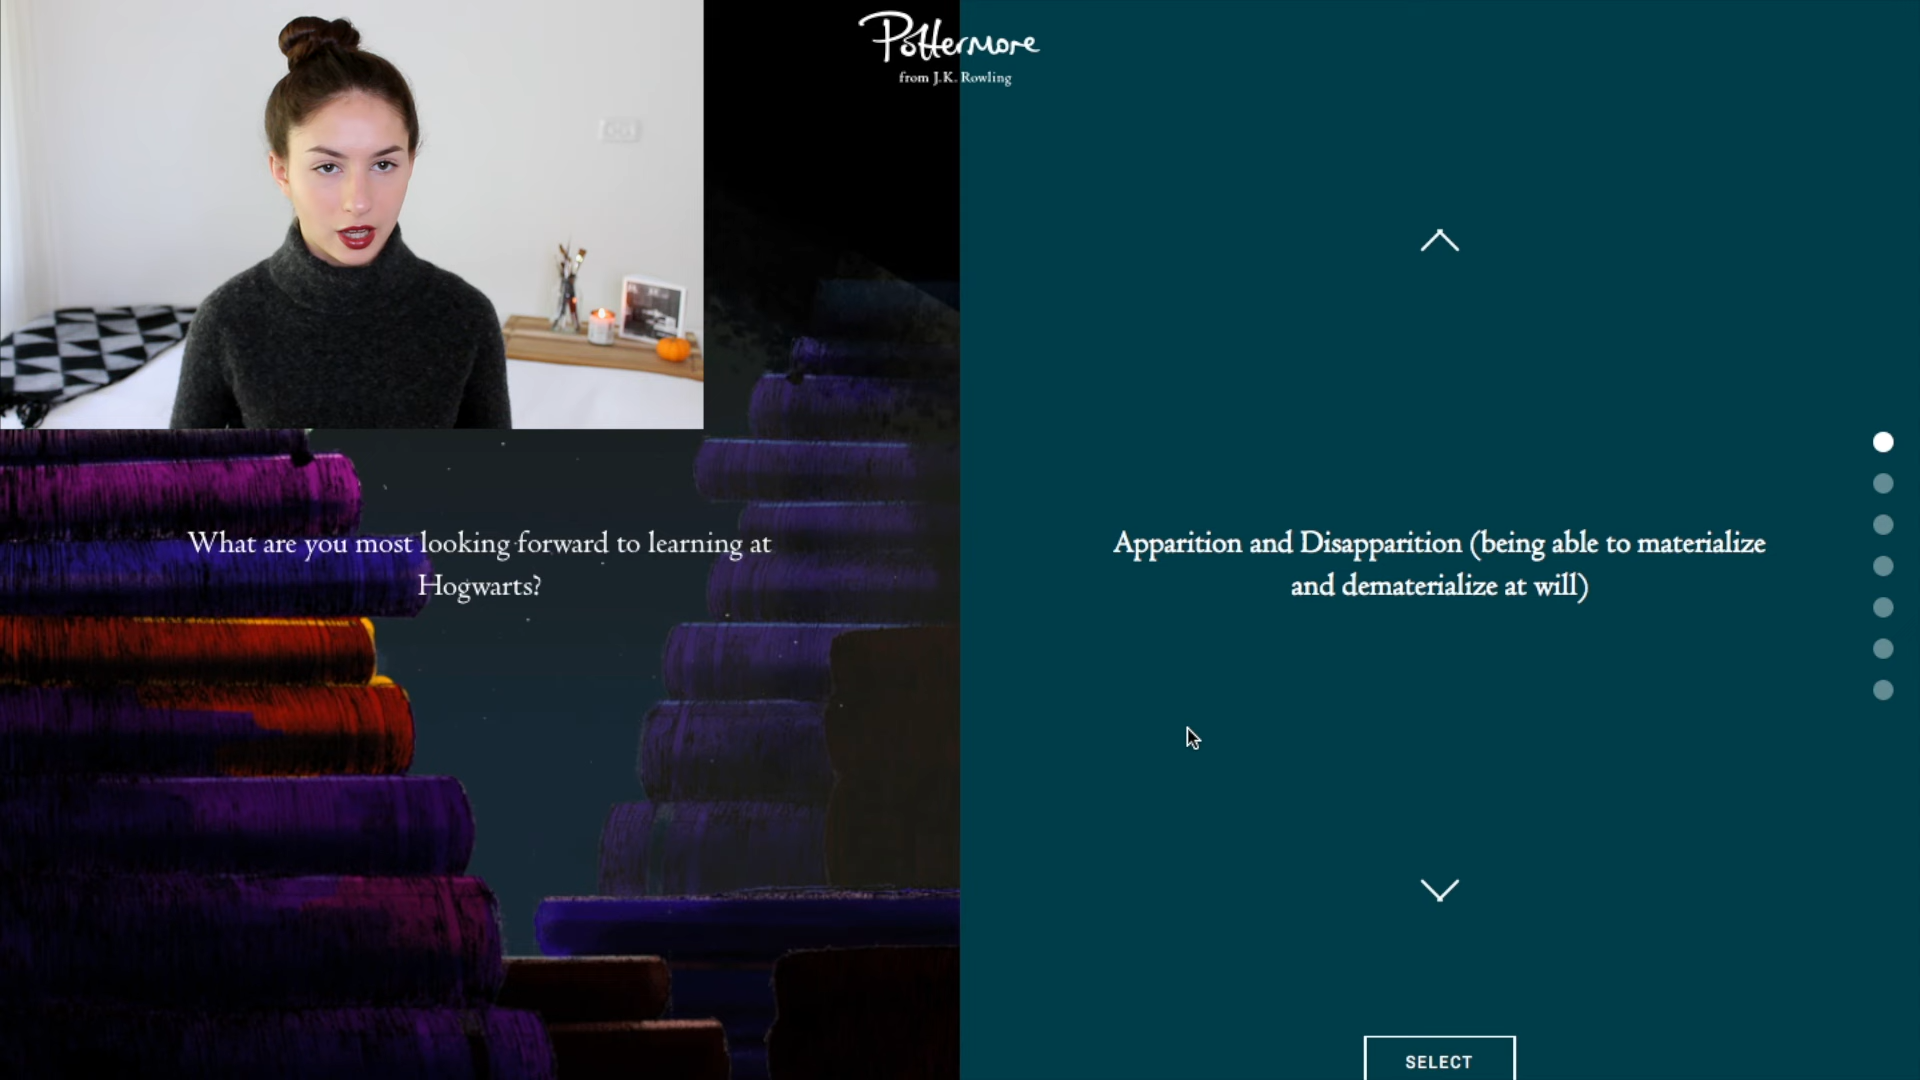 Pottermore
from J.K. Rowling
What are you most looking forward to learning at
Hogwarts?
Apparition and Disapparition (being able to materialize
and dematerialize at will)
SELECT